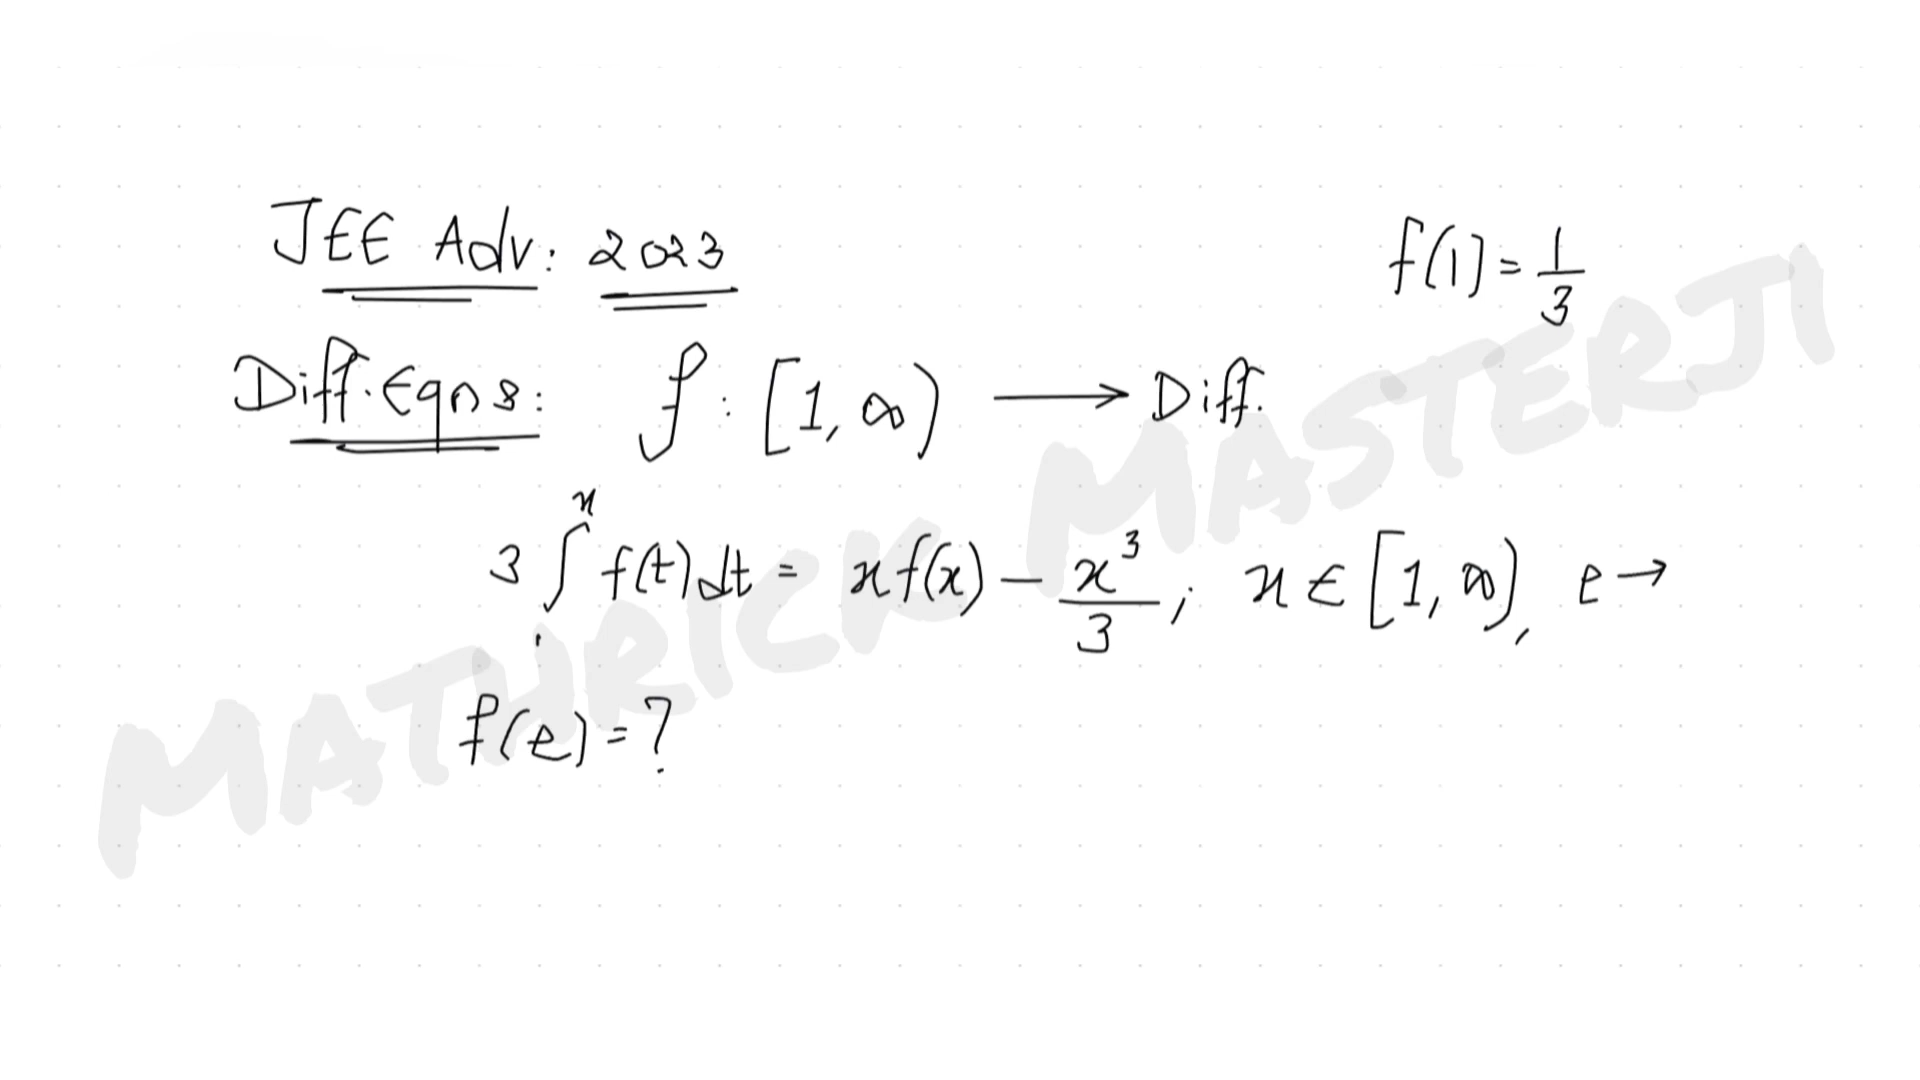 JEE Adv: 2023
f(1) = 1/3
Diff. Eqns: f : [1, ∞) ⟶ Diff.
3 ∫₁ˣ f(t) dt = x f(x) − x³/3 ; x ∈ [1, ∞), e →
f(e) = ?
MATHRICK MASTERJI